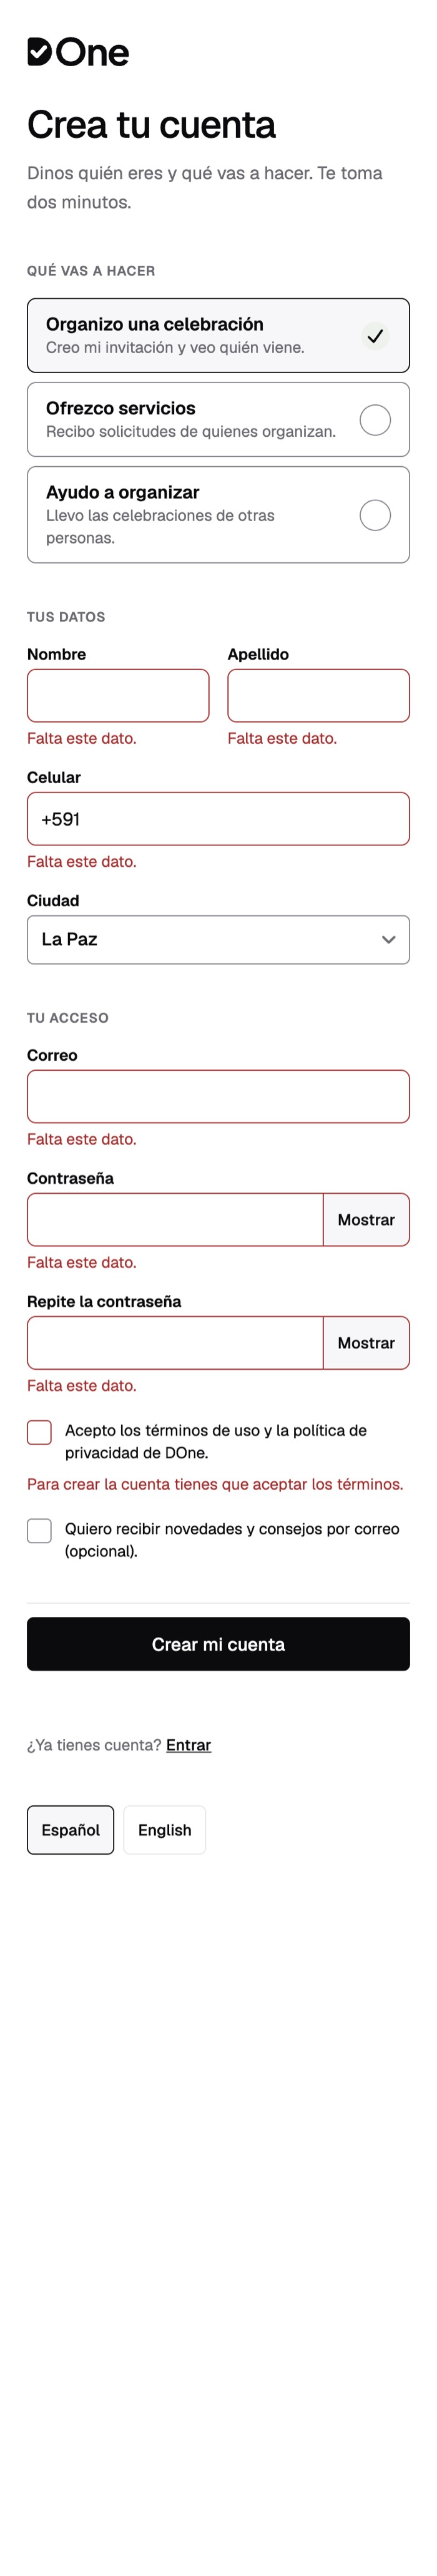 DOne
Crea tu cuenta
Dinos quién eres y qué vas a hacer. Te toma
dos minutos.
QUÉ VAS A HACER
Organizo una celebración
Creo mi invitación y veo quién viene.
Ofrezco servicios
Recibo solicitudes de quienes organizan.
Ayudo a organizar
Llevo las celebraciones de otras
personas.
TUS DATOS
Nombre
Apellido
Falta este dato.
Falta este dato.
Celular
+591
Falta este dato.
Ciudad
La Paz
TU ACCESO
Correo
Falta este dato.
Contraseña
Mostrar
Falta este dato.
Repite la contraseña
Mostrar
Falta este dato.
Acepto los términos de uso y la política de
privacidad de DOne.
Para crear la cuenta tienes que aceptar los términos.
Quiero recibir novedades y consejos por correo
(opcional).
Crear mi cuenta
¿Ya tienes cuenta? Entrar
Español
English